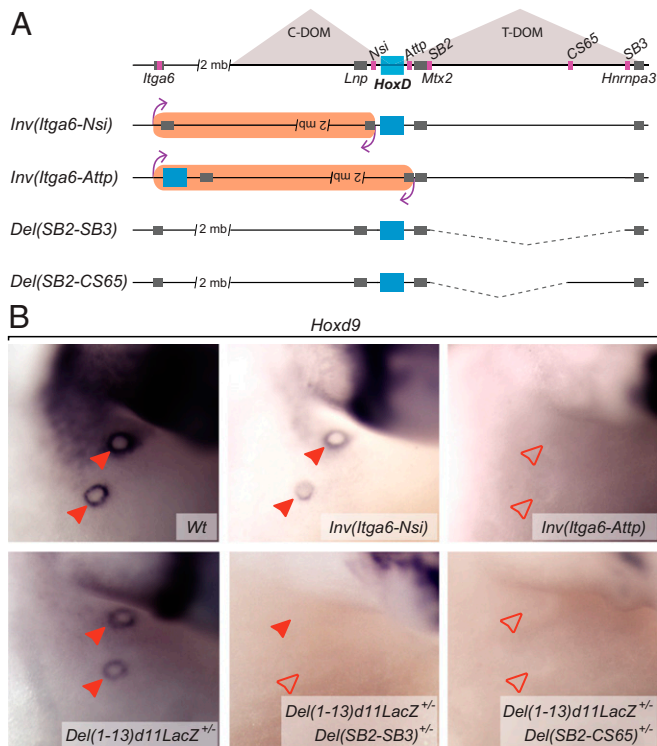 A
C-DOM
T-DOM
Nsi
Attp
SB2
CS65
SB3
2 mb
Itga6
Lnp
HoxD
Mtx2
Hnrnpa3
Inv(Itga6-Nsi)
2 mb
Inv(Itga6-Attp)
2 mb
Del(SB2-SB3)
2 mb
Del(SB2-CS65)
2 mb
B
Hoxd9
Wt
Inv(Itga6-Nsi)
Inv(Itga6-Attp)
Del(1-13)d11LacZ+/-
Del(1-13)d11LacZ+/-
Del(SB2-SB3)+/-
Del(1-13)d11LacZ+/-
Del(SB2-CS65)+/-